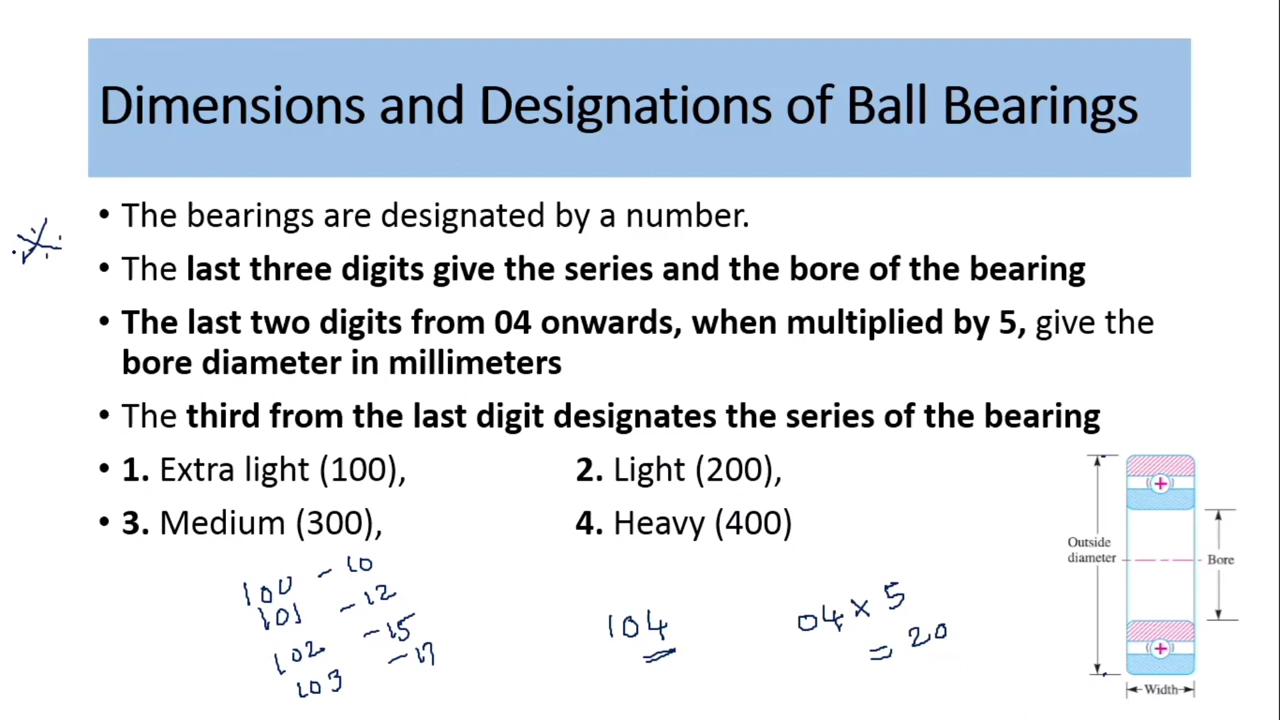 Dimensions and Designations of Ball Bearings
• The bearings are designated by a number.
• The last three digits give the series and the bore of the bearing
• The last two digits from 04 onwards, when multiplied by 5, give the
bore diameter in millimeters
• The third from the last digit designates the series of the bearing
• 1. Extra light (100), 2. Light (200),
• 3. Medium (300), 4. Heavy (400)
Outside
diameter
Bore
Width
100 - 10
101 - 12
102 - 15
103 - 17
104
04 × 5
= 20